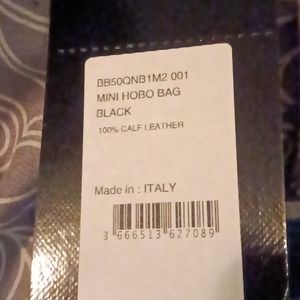 BB50QNB1M2 001
MINI HOBO BAG
BLACK
100% CALF LEATHER
Made in : ITALY
3 666513 627089